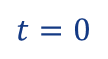 t = 0